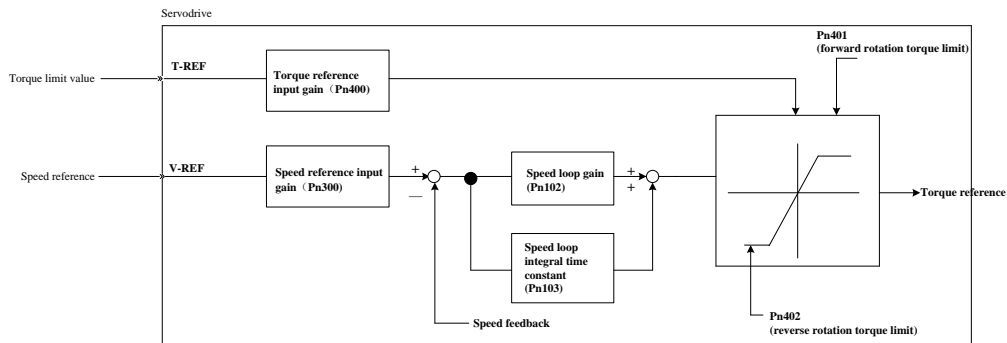 Servodrive
Pn401
(forward rotation torque limit)
T-REF
Torque limit value
Torque reference
input gain（Pn400）
V-REF
Speed reference
Speed reference input
gain（Pn300）
+
—
Speed loop gain
(Pn102)
+
+
Torque reference
Speed loop
integral time
constant
(Pn103)
Speed feedback
Pn402
(reverse rotation torque limit)